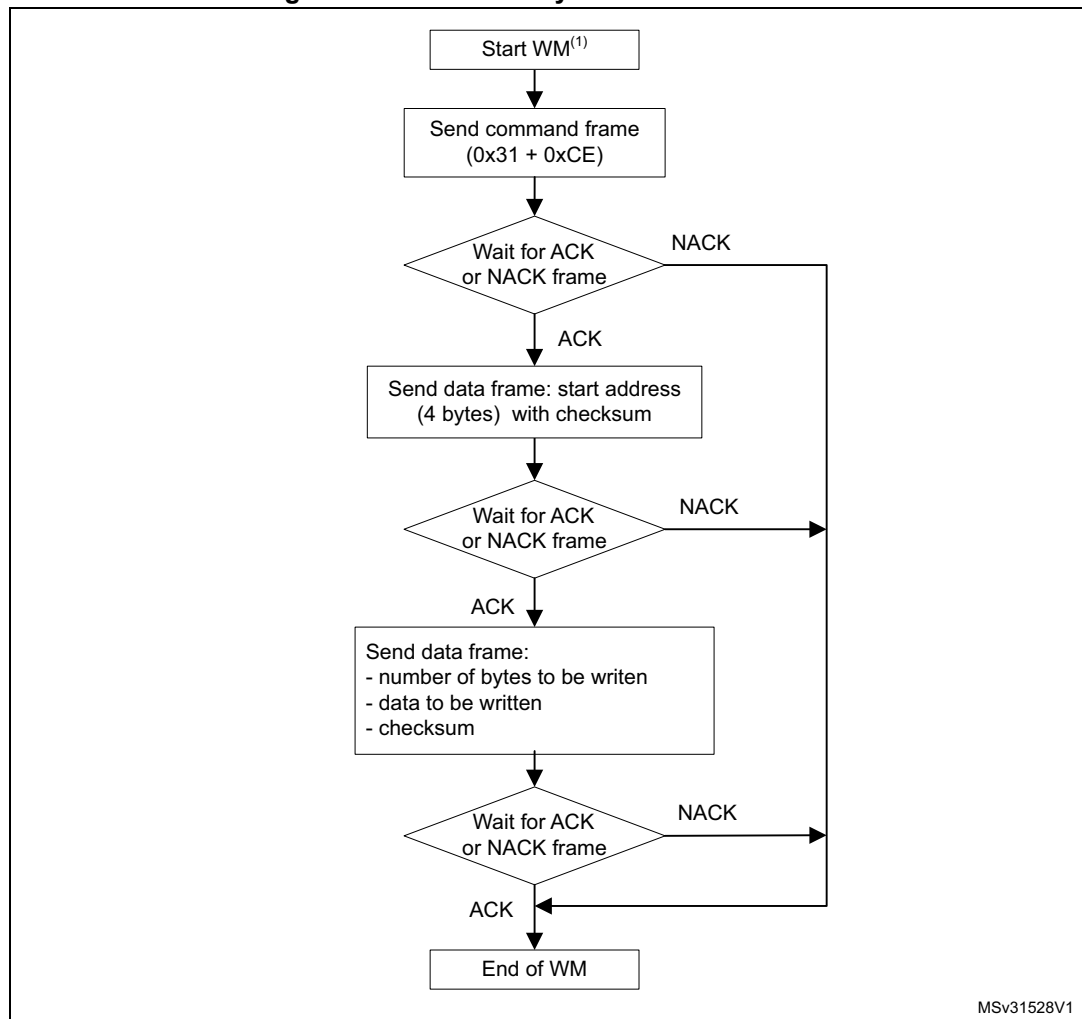 Start WM(1)
Send command frame
(0x31 + 0xCE)
Wait for ACK
or NACK frame
NACK
ACK
Send data frame: start address
(4 bytes) with checksum
Wait for ACK
or NACK frame
NACK
ACK
Send data frame:
- number of bytes to be writen
- data to be written
- checksum
Wait for ACK
or NACK frame
NACK
ACK
End of WM
MSv31528V1